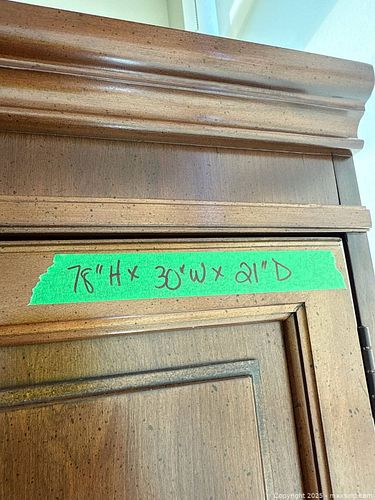 78"H x 30"W x 21"D
Copyright 2025 - maxsold.com